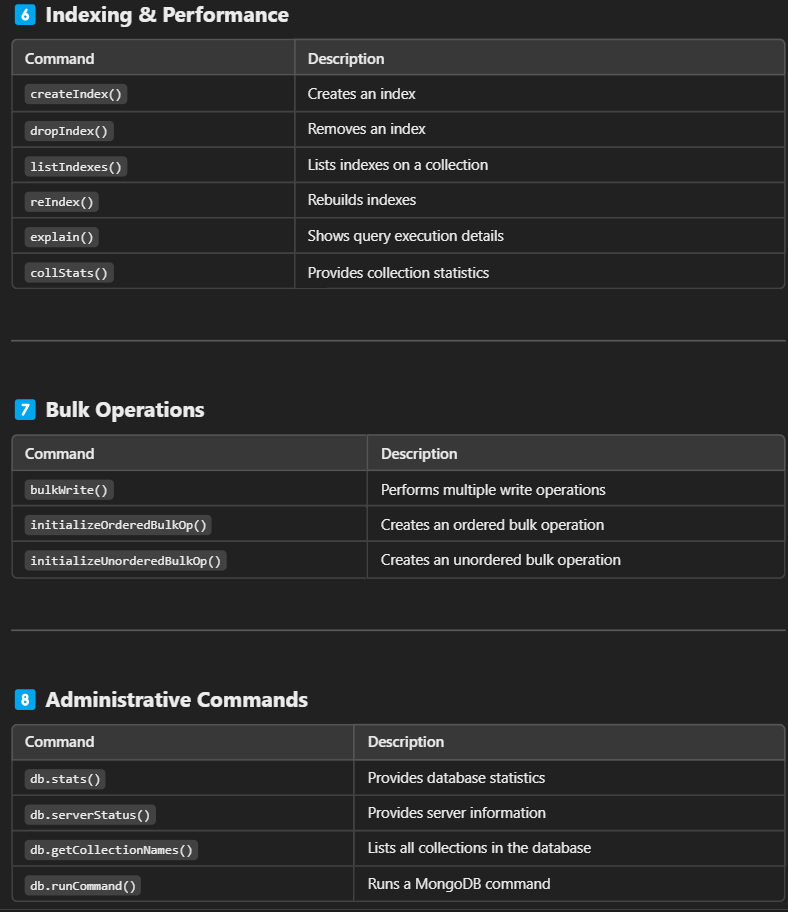 6 Indexing & Performance
Command Description
createIndex() Creates an index
dropIndex() Removes an index
listIndexes() Lists indexes on a collection
reIndex() Rebuilds indexes
explain() Shows query execution details
collStats() Provides collection statistics
7 Bulk Operations
Command Description
bulkWrite() Performs multiple write operations
initializeOrderedBulkOp() Creates an ordered bulk operation
initializeUnorderedBulkOp() Creates an unordered bulk operation
8 Administrative Commands
Command Description
db.stats() Provides database statistics
db.serverStatus() Provides server information
db.getCollectionNames() Lists all collections in the database
db.runCommand() Runs a MongoDB command